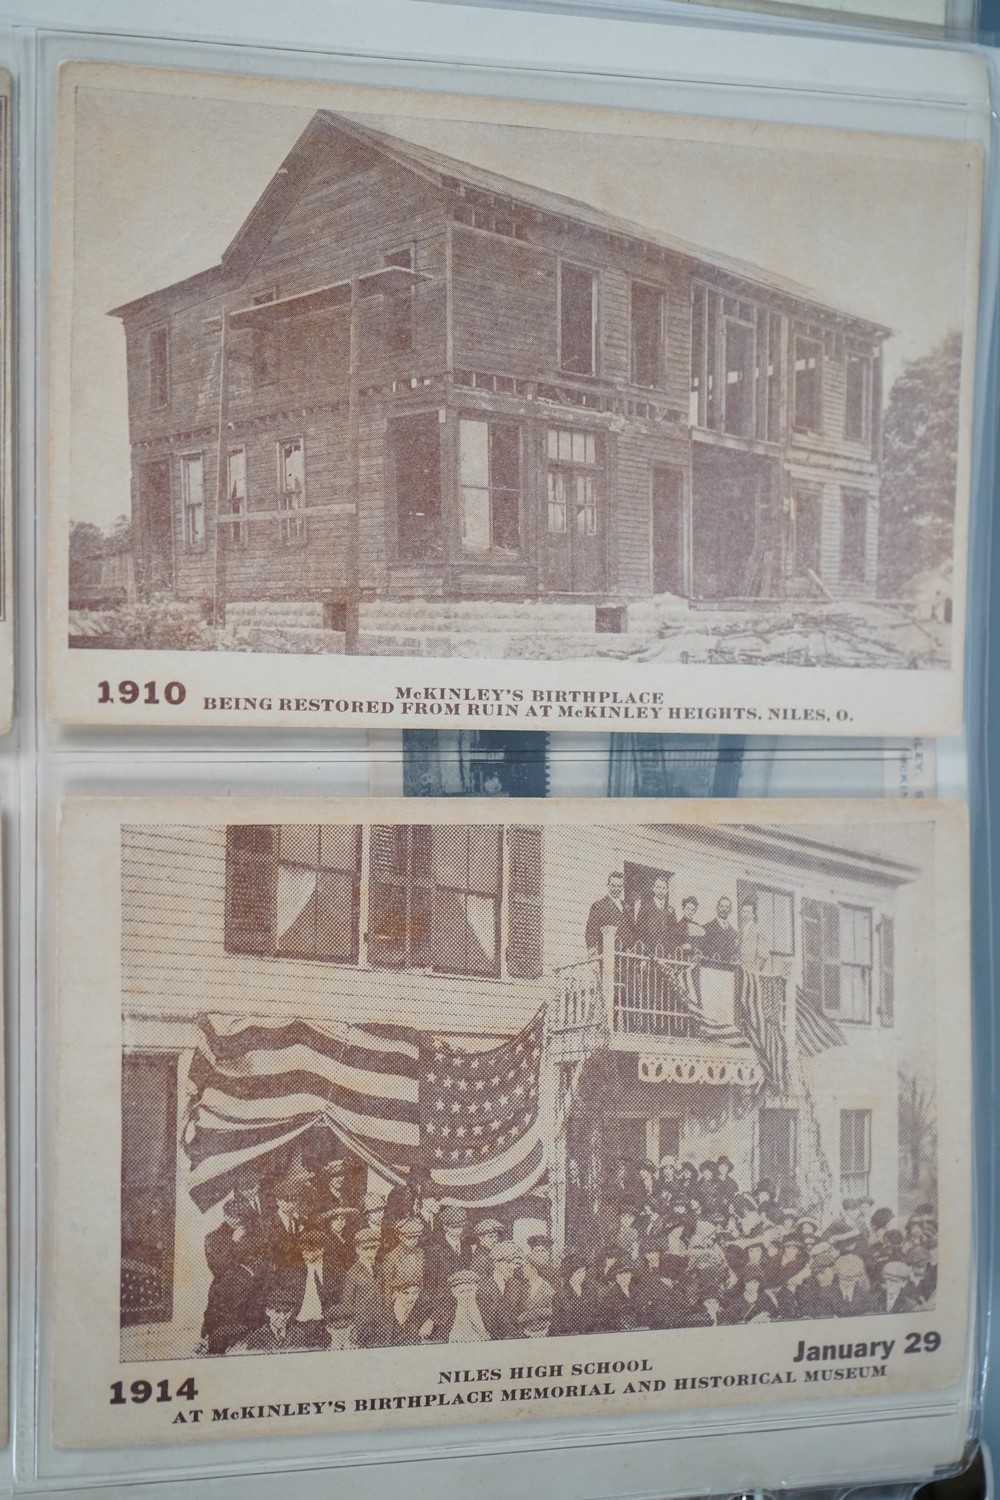 1910
McKINLEY'S BIRTHPLACE
BEING RESTORED FROM RUIN AT McKINLEY HEIGHTS, NILES, O.
1914
NILES HIGH SCHOOL
January 29
AT McKINLEY'S BIRTHPLACE MEMORIAL AND HISTORICAL MUSEUM